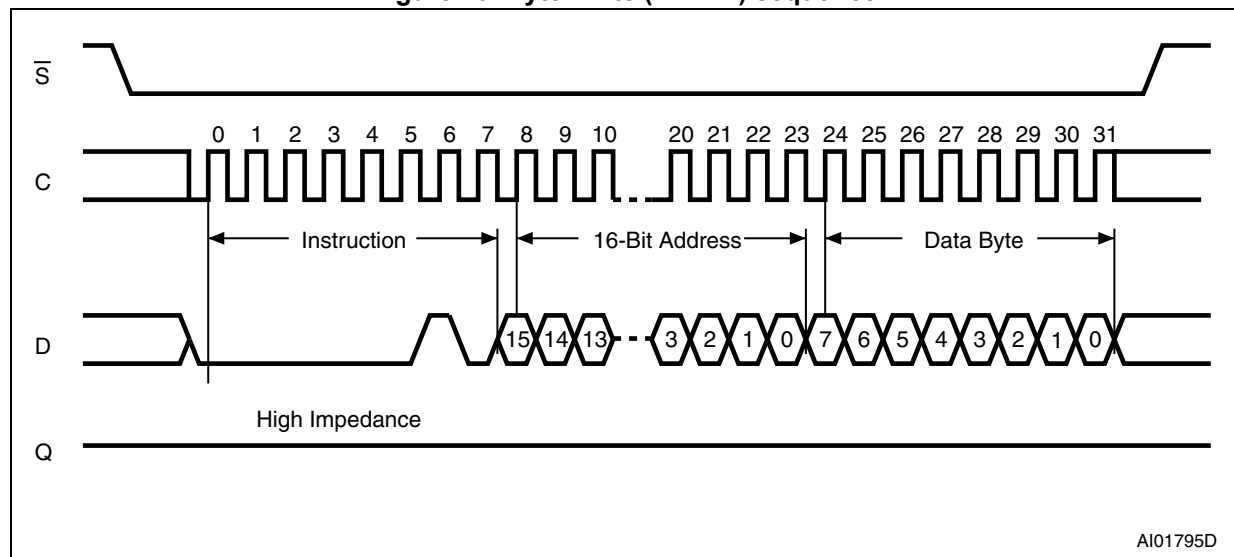 S
0 1 2 3 4 5 6 7 8 9 10 20 21 22 23 24 25 26 27 28 29 30 31
C
Instruction 16-Bit Address Data Byte
D 15 14 13 3 2 1 0 7 6 5 4 3 2 1 0
High Impedance
Q
AI01795D